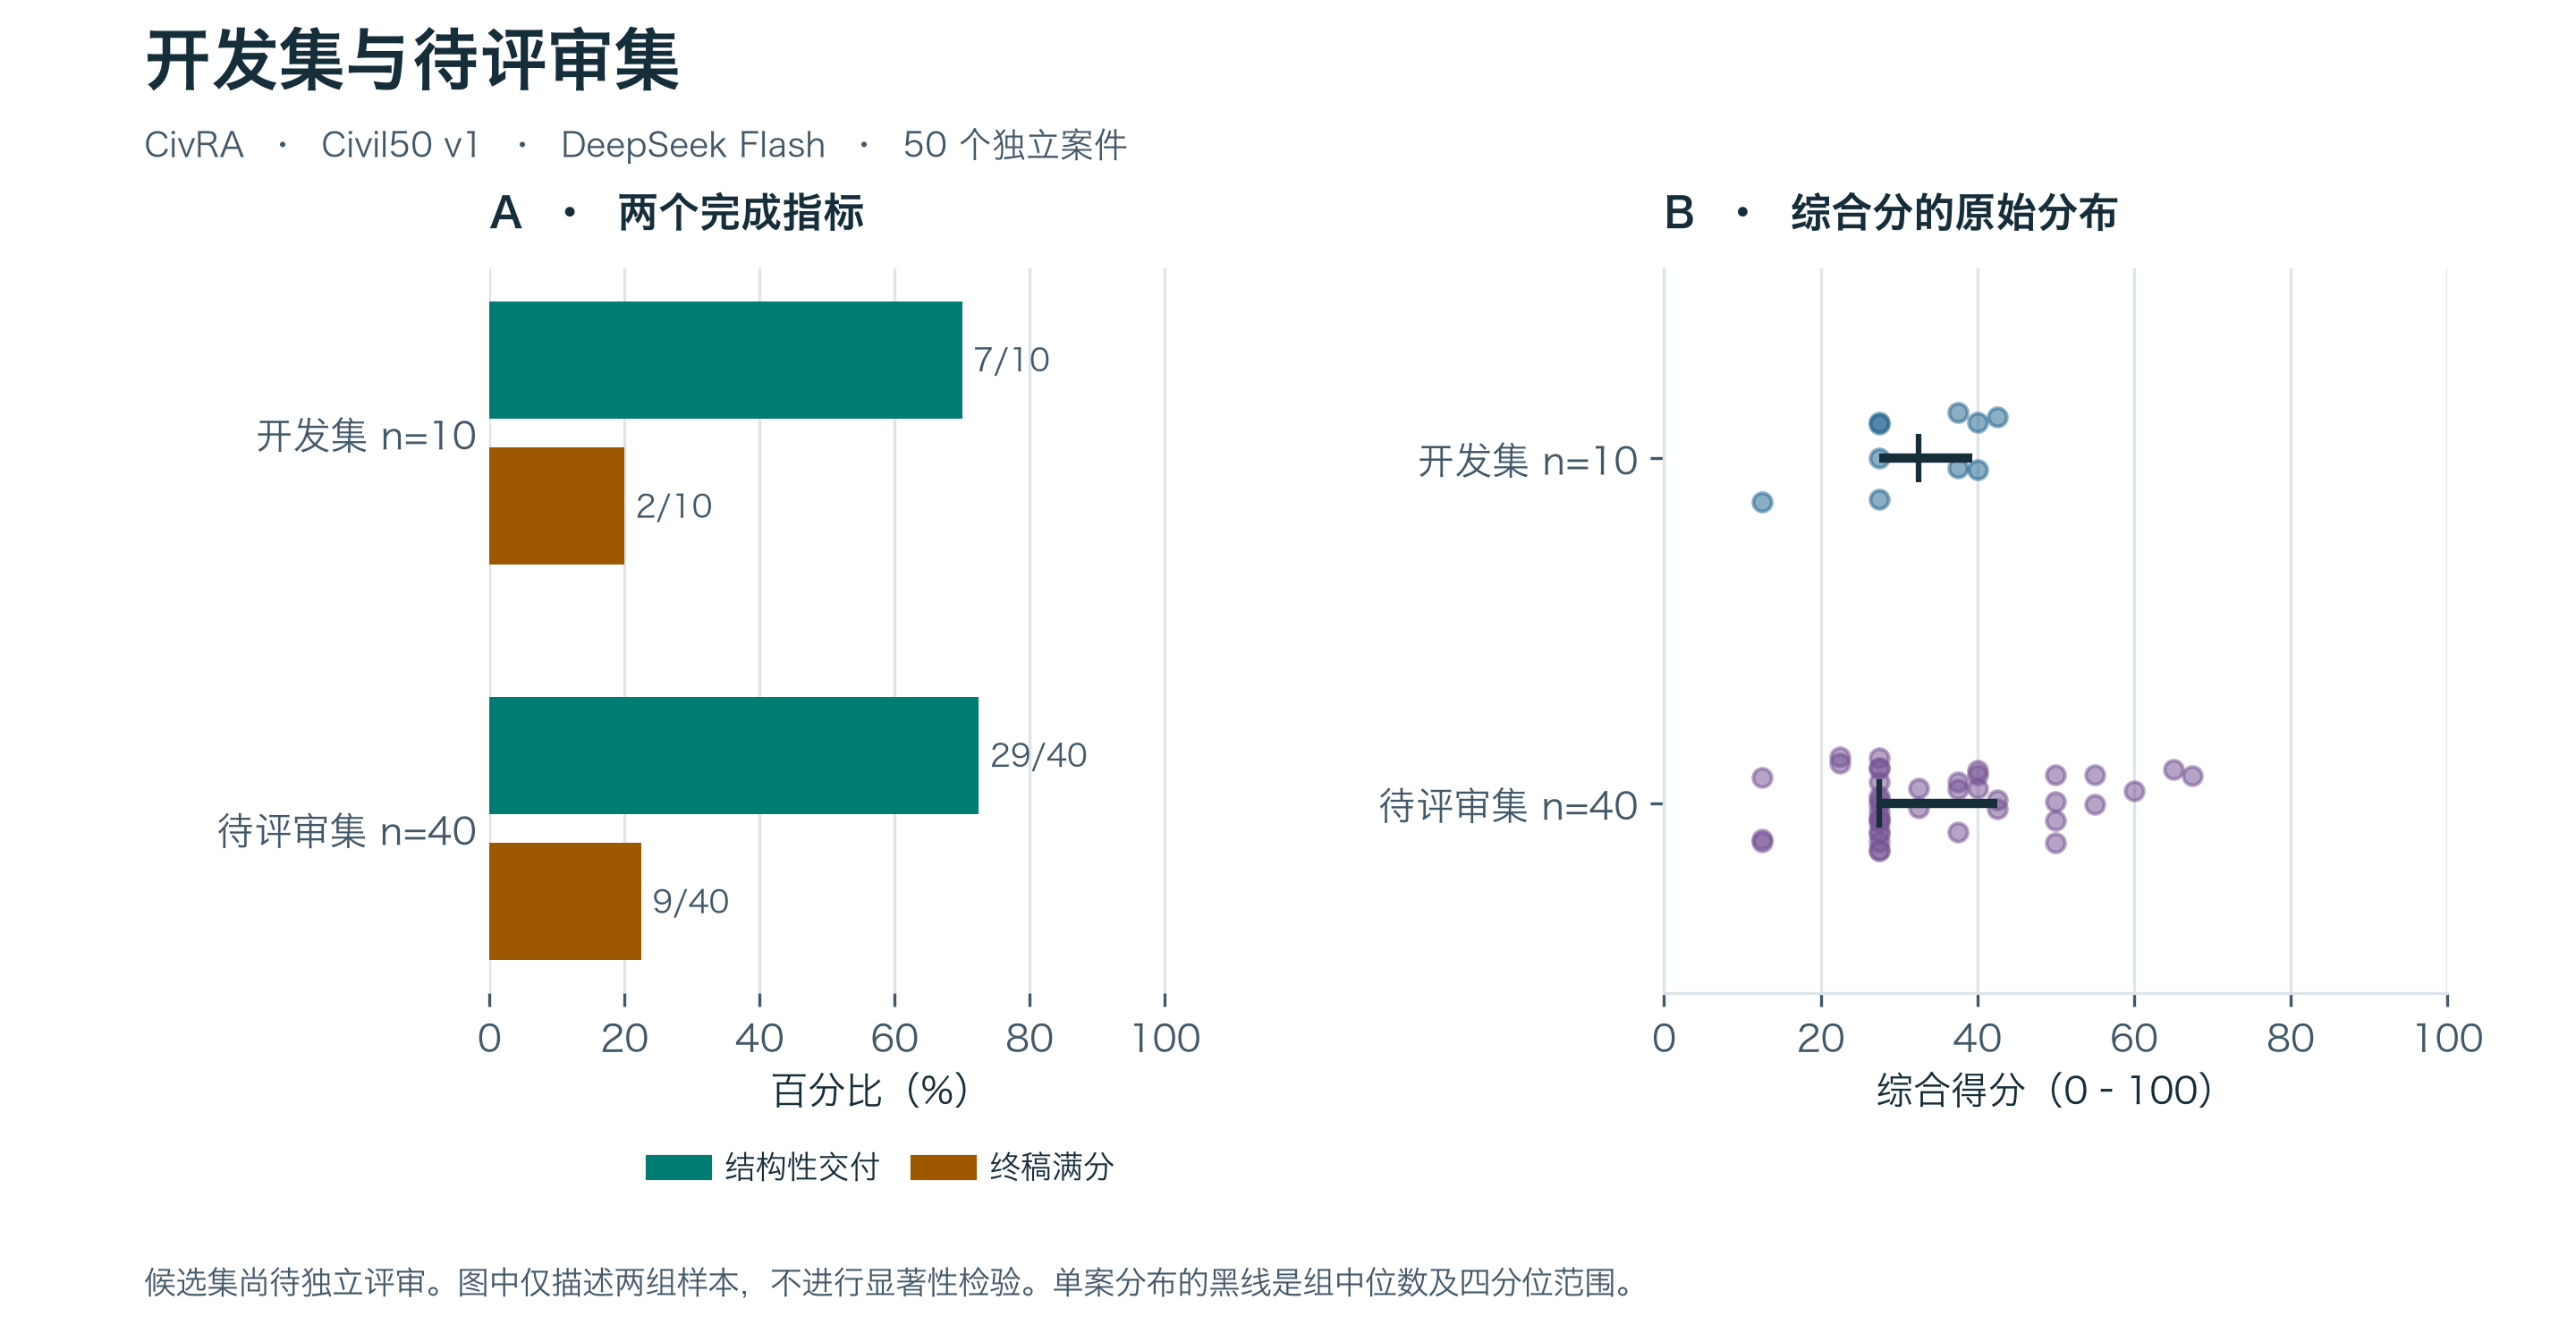 开发集与待评审集
CivRA · Civil50 v1 · DeepSeek Flash · 50 个独立案件
A · 两个完成指标
7/10
开发集 n=10
2/10
29/40
待评审集 n=40
9/40
0 20 40 60 80 100
百分比（%）
结构性交付 终稿满分
B · 综合分的原始分布
开发集 n=10
待评审集 n=40
0 20 40 60 80 100
综合得分（0 - 100）
候选集尚待独立评审。图中仅描述两组样本，不进行显著性检验。单案分布的黑线是组中位数及四分位范围。